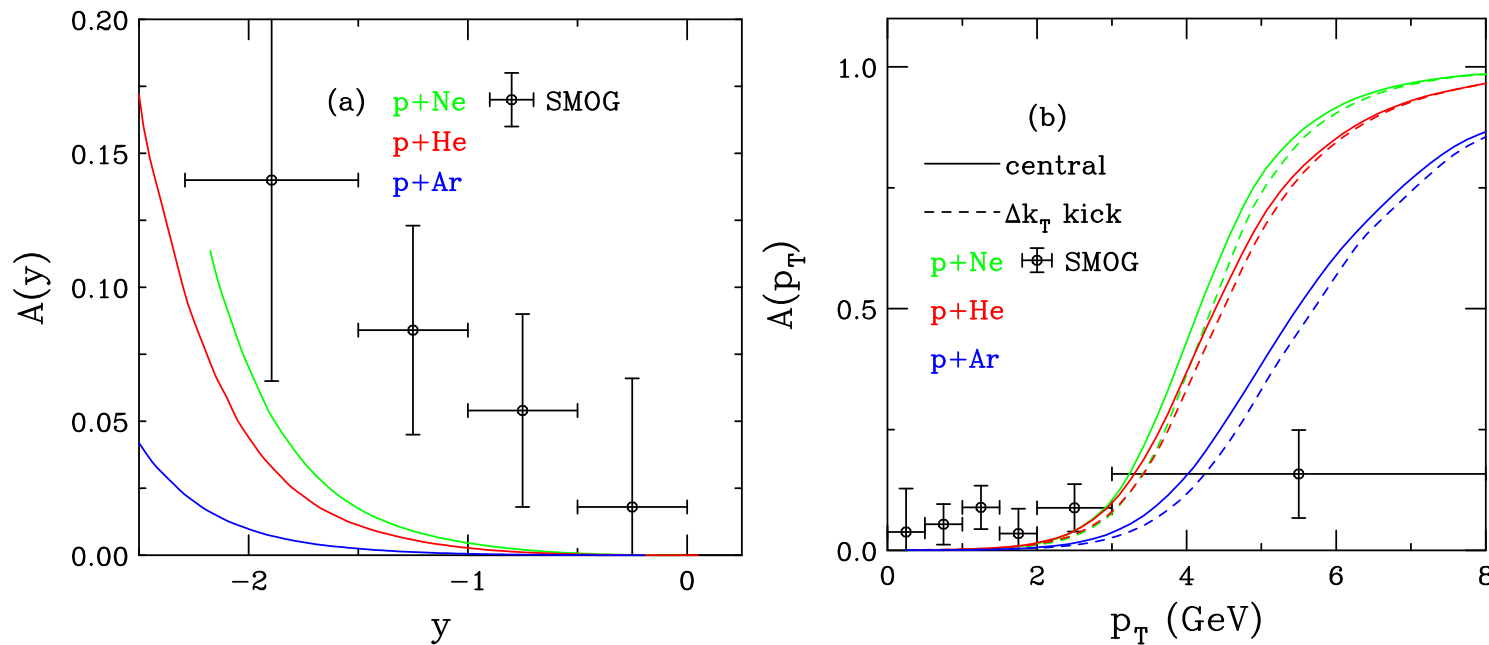 0.20
0.15
0.10
0.05
0.00
A(y)
(a) p+Ne SMOG
p+He
p+Ar
−2 −1 0
y
1.0
0.5
0.0
A(p_T)
(b)
central
Δk_T kick
p+Ne SMOG
p+He
p+Ar
0 2 4 6 8
p_T (GeV)